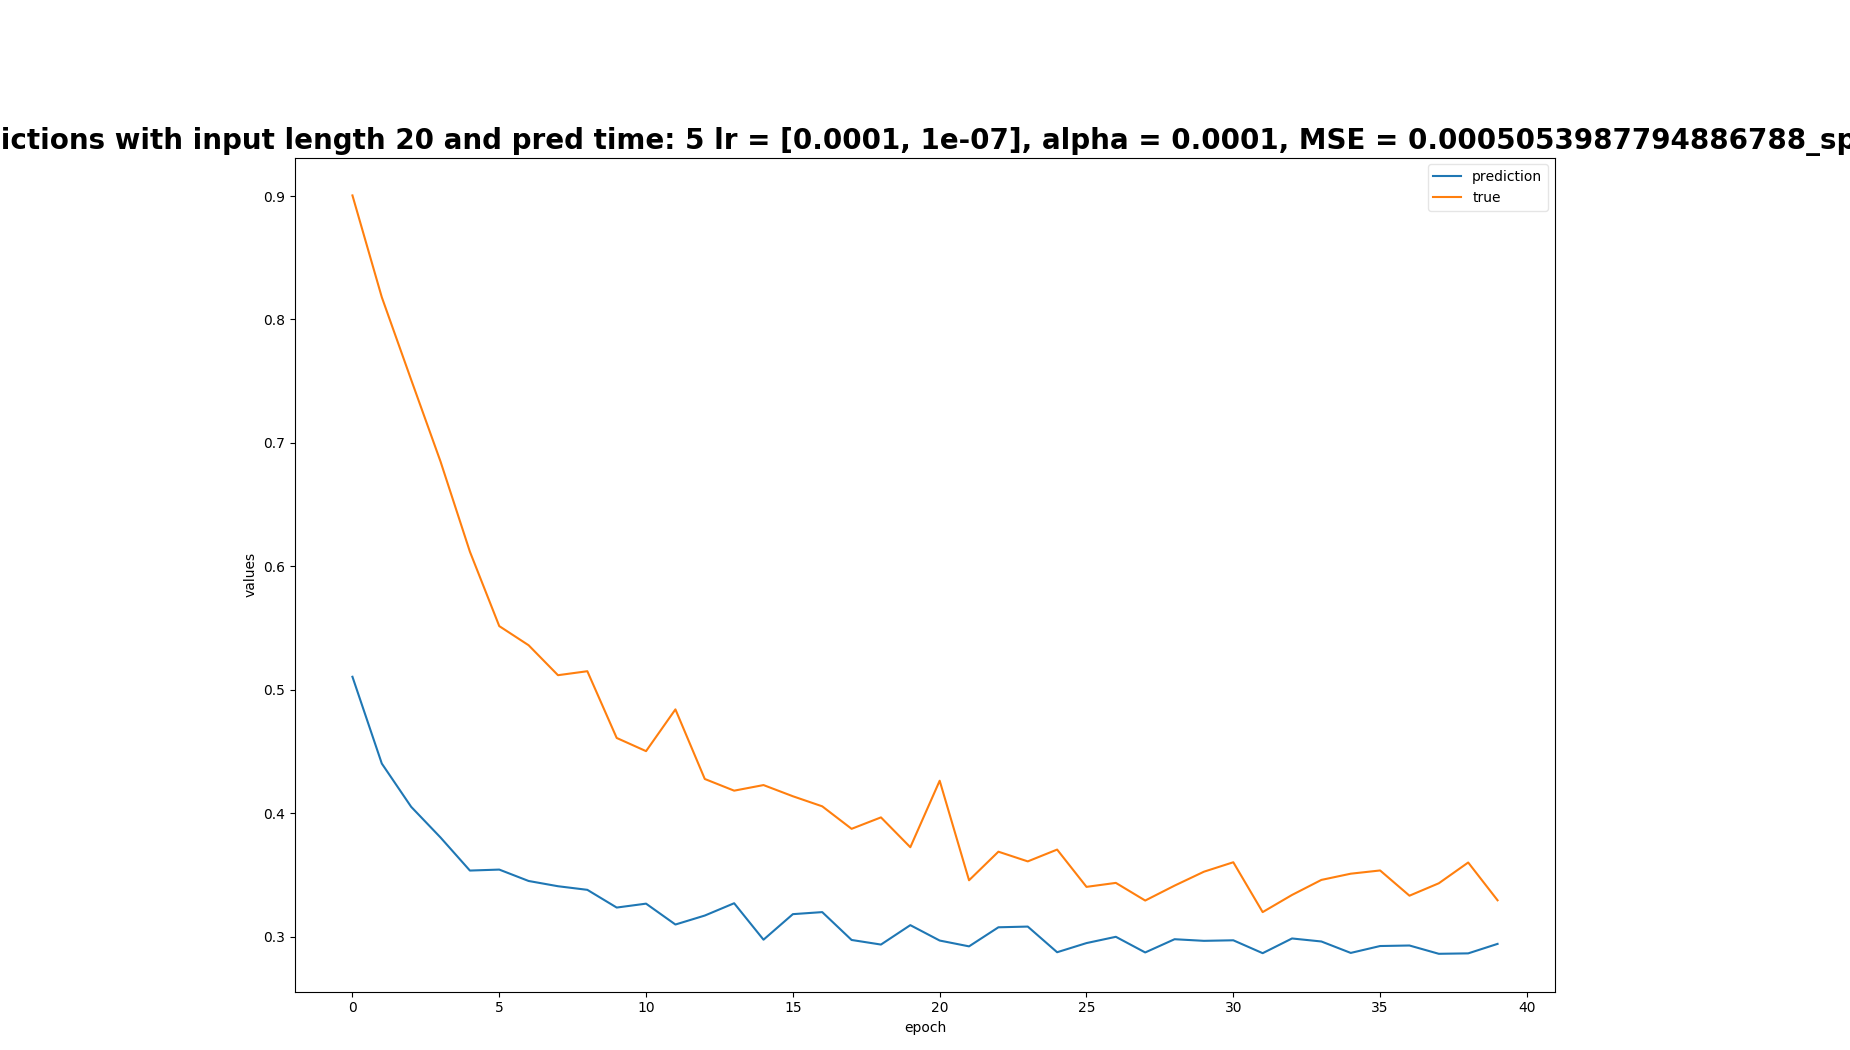 ictions with input length 20 and pred time: 5 lr = [0.0001, 1e-07], alpha = 0.0001, MSE = 0.0005053987794886788_sp
prediction
true
0.9
0.8
0.7
0.6
0.5
0.4
0.3
values
0 5 10 15 20 25 30 35 40
epoch